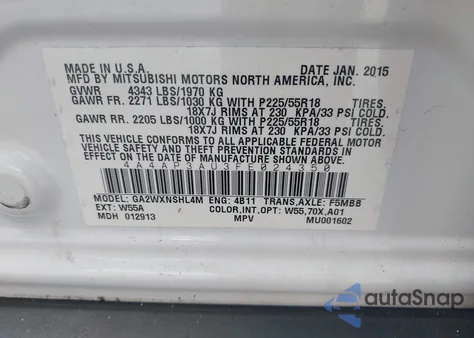 MADE IN U.S.A. DATE JAN. 2015
MFD BY MITSUBISHI MOTORS NORTH AMERICA, INC.
GVWR 4343 LBS/1970 KG
GAWR FR. 2271 LBS/1030 KG WITH P225/55R18 TIRES.
18X7J RIMS AT 230 KPA/33 PSI COLD.
GAWR RR. 2205 LBS/1000 KG WITH P225/55R18 TIRES.
18X7J RIMS AT 230 KPA/33 PSI COLD.
THIS VEHICLE CONFORMS TO ALL APPLICABLE FEDERAL MOTOR
VEHICLE SAFETY AND THEFT PREVENTION STANDARDS IN
EFFECT ON THE DATE OF MANUFACTURE SHOWN ABOVE.
4A4AP3AU3FE024350
MODEL: GA2WXNSHL4M ENG: 4B11 TRANS,AXLE: F5MBB
EXT: W55A COLOR,INT,OPT: W55,70X,A01
MDH 012913 MPV MU001602
autoSnap